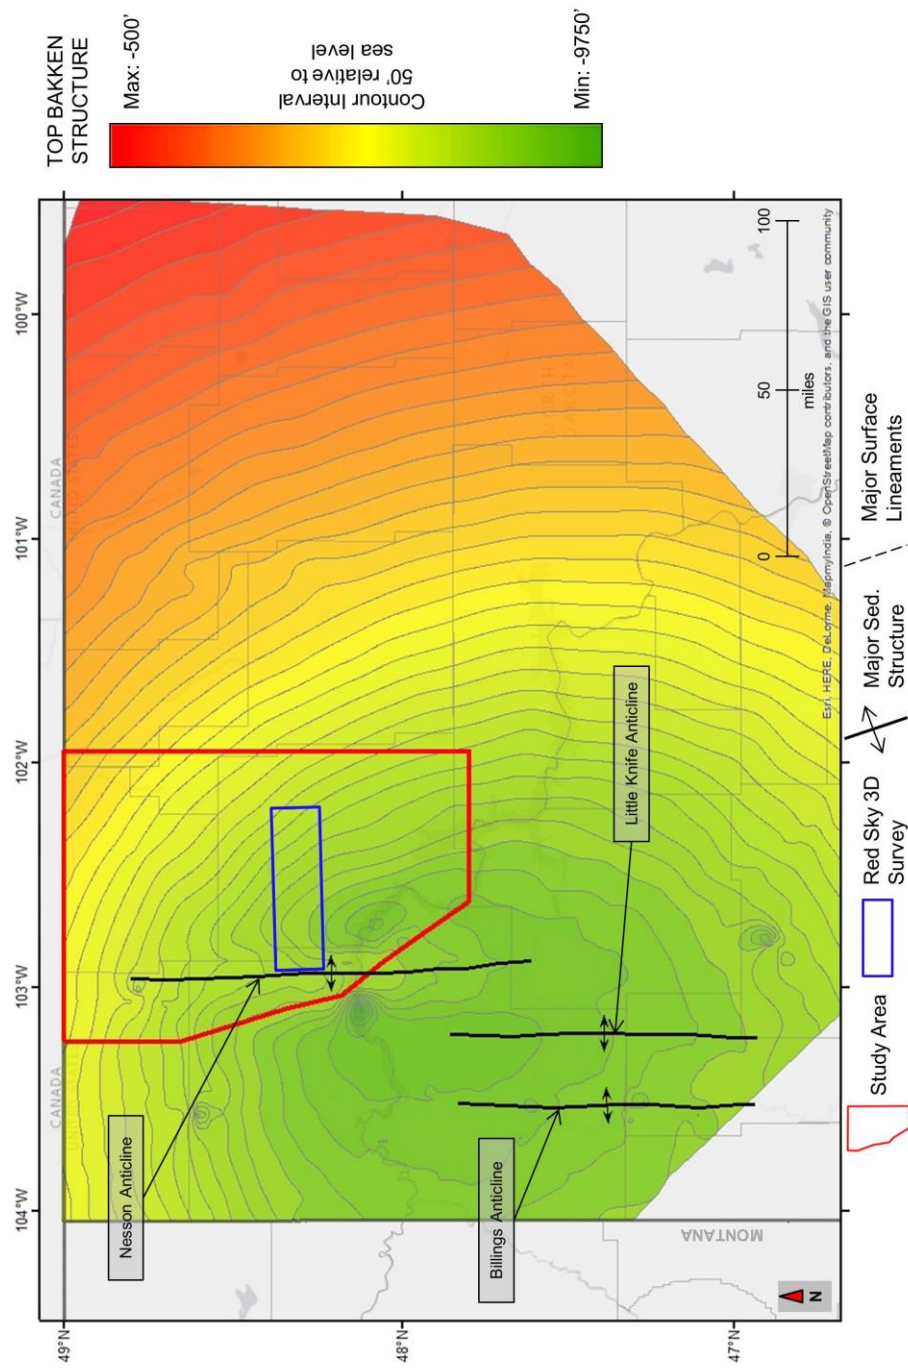 TOP BAKKEN
STRUCTURE
Max: -500'
Contour Interval
50' relative to
sea level
Min: -9750'
104°W
103°W
102°W
101°W
100°W
49°N
48°N
47°N
CANADA
UNITED STATES
CANADA
UNITED STATES
NORTH
DAKOTA
MONTANA
Nesson Anticline
Billings Anticline
Little Knife Anticline
N
0
50
100
miles
Esri, HERE, DeLorme, MapmyIndia, © OpenStreetMap contributors, and the GIS user community
Study Area
Red Sky 3D
Survey
Major Sed.
Structure
Major Surface
Lineaments